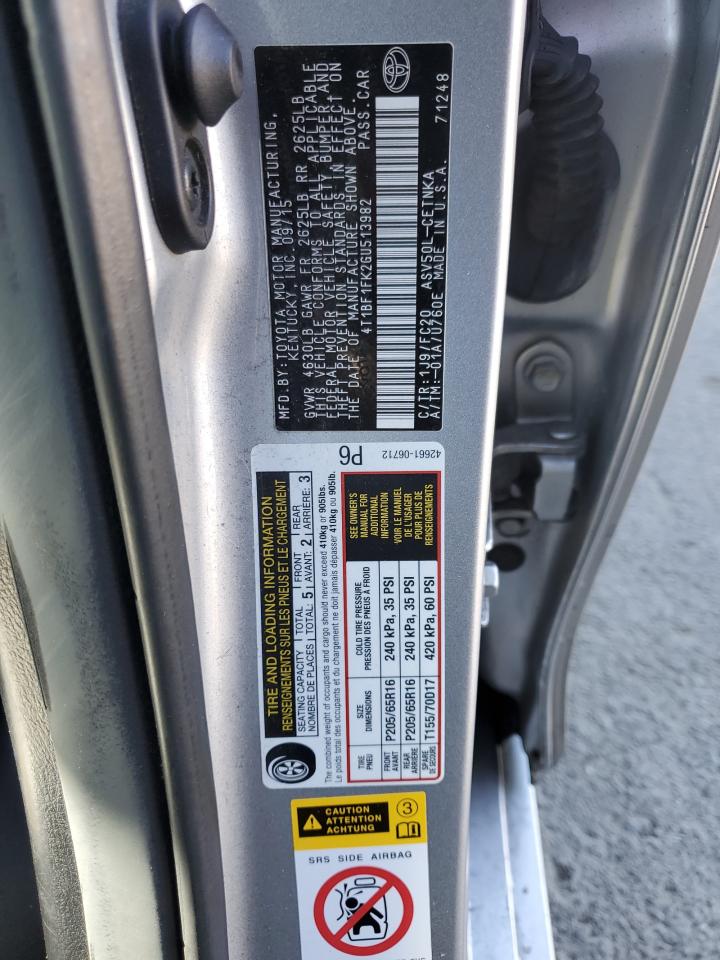 MFD.BY:TOYOTA MOTOR MANUFACTURING,
KENTUCKY, INC. 09/15
GVWR 4630LB GAWR FR 2625LB RR 2625LB
THIS VEHICLE CONFORMS TO ALL APPLICABLE
FEDERAL MOTOR VEHICLE SAFETY, BUMPER, AND
THEFT PREVENTION STANDARDS IN EFFECT ON
THE DATE OF MANUFACTURE SHOWN ABOVE.
4T1BF1FK2GU513982 PASS.CAR
C/TR:1J9/FC20 ASV50L-CETNKA
A/TM:-01A/U760E MADE IN U.S.A. 71248
TIRE AND LOADING INFORMATION
RENSEIGNEMENTS SUR LES PNEUS ET LE CHARGEMENT
P6
42661-06712
SEATING CAPACITY | TOTAL | FRONT | REAR
NOMBRE DE PLACES | TOTAL: 5 | AVANT: 2 | ARRIERE: 3
The combined weight of occupants and cargo should never exceed 410kg or 905lbs.
Le poids total des occupants et du chargement ne doit jamais dépasser 410kg ou 905lb.
TIRE SIZE COLD TIRE PRESSURE
PNEU DIMENSIONS PRESSION DES PNEUS À FROID
FRONT AVANT P205/65R16 240 kPa, 35 PSI
REAR ARRIERE P205/65R16 240 kPa, 35 PSI
SPARE DE SECOURS T155/70D17 420 kPa, 60 PSI
SEE OWNER'S
MANUAL FOR
ADDITIONAL
INFORMATION
VOIR LE MANUEL
DE L'USAGER
POUR PLUS DE
RENSEIGNEMENTS
CAUTION
ATTENTION
ACHTUNG
3
SRS SIDE AIRBAG